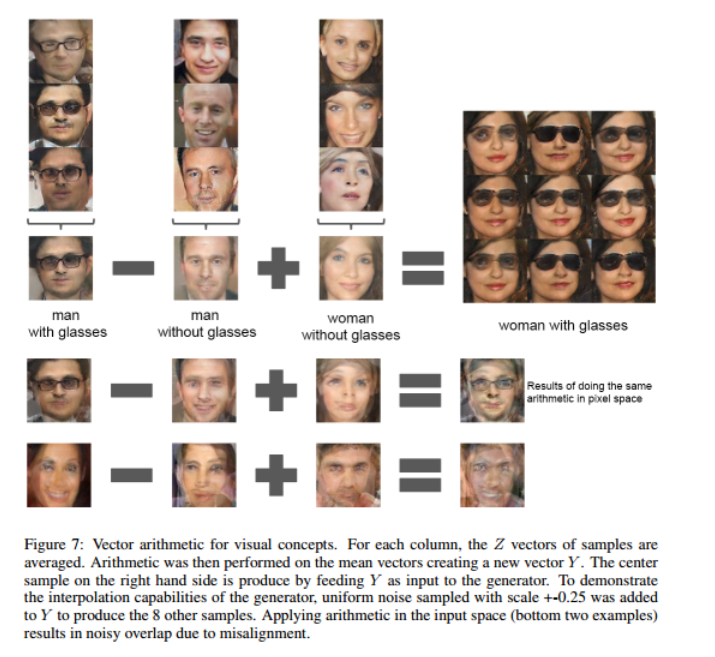 man
with glasses
man
without glasses
woman
without glasses
woman with glasses
Results of doing the same
arithmetic in pixel space
Figure 7: Vector arithmetic for visual concepts. For each column, the Z vectors of samples are
averaged. Arithmetic was then performed on the mean vectors creating a new vector Y. The center
sample on the right hand side is produce by feeding Y as input to the generator. To demonstrate
the interpolation capabilities of the generator, uniform noise sampled with scale +-0.25 was added
to Y to produce the 8 other samples. Applying arithmetic in the input space (bottom two examples)
results in noisy overlap due to misalignment.